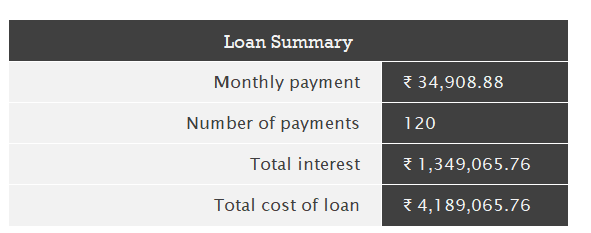 Loan Summary
Monthly payment ₹ 34,908.88
Number of payments 120
Total interest ₹ 1,349,065.76
Total cost of loan ₹ 4,189,065.76